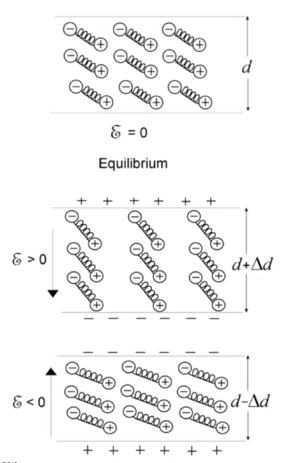 − − −
+ + +
− − −
+ + +
− − −
+ + +
d
ℰ = 0
Equilibrium
+ + + + + +
− − −
+ + +
ℰ > 0
− − −
+ + +
d+Δd
− − −
+ + +
− − − − − −
− − − − − −
− − −
+ + +
ℰ < 0
− − −
+ + +
d−Δd
− − −
+ + +
+ + + + + +